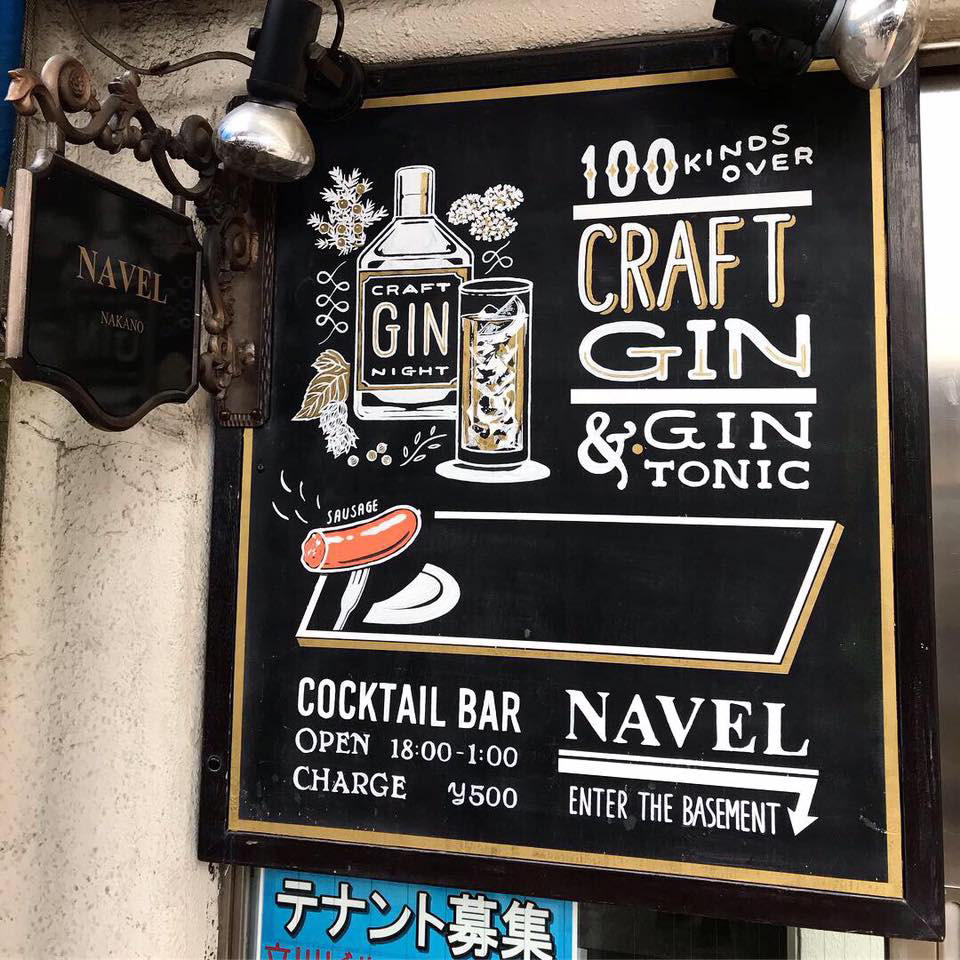 NAVEL
NAKANO
100 KINDS
OVER
CRAFT
GIN
& GIN
TONIC
CRAFT
GIN
NIGHT
SAUSAGE
COCKTAIL BAR
OPEN 18:00-1:00
CHARGE y500
NAVEL
ENTER THE BASEMENT
テナント募集